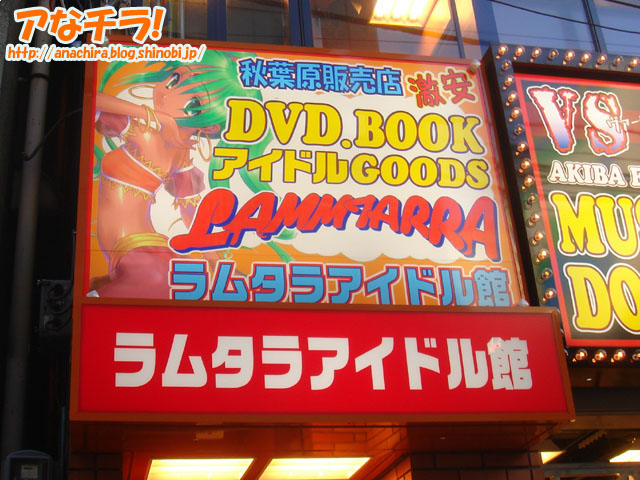 アなチラ!
http://anachira.blog.shinobi.jp/
秋葉原販売店 激安
DVD.BOOK
アイドルGOODS
LAMMTARRA
ラムタラアイドル館
ラムタラアイドル館
VS
AKIBA
MU
DO